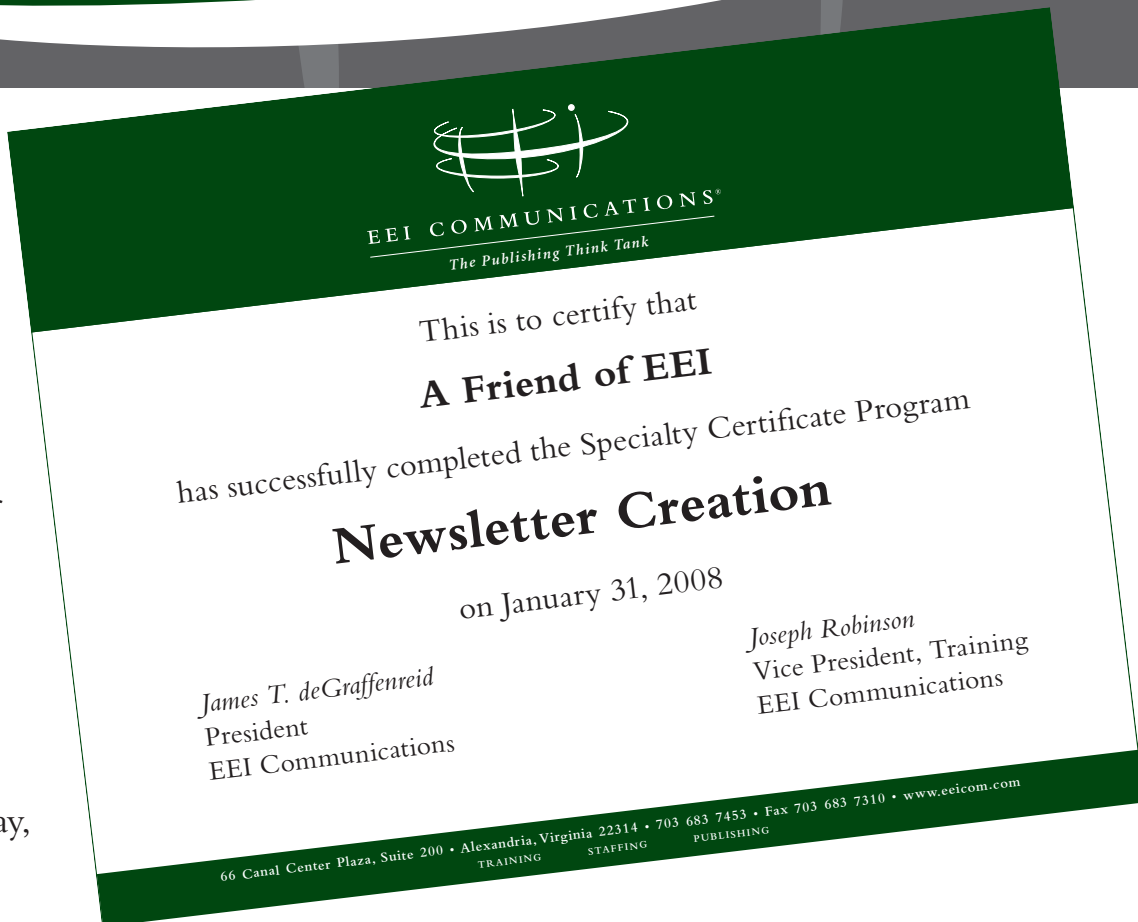 EEI COMMUNICATIONS®
The Publishing Think Tank
This is to certify that
A Friend of EEI
has successfully completed the Specialty Certificate Program
Newsletter Creation
on January 31, 2008
James T. deGraffenreid
President
EEI Communications
Joseph Robinson
Vice President, Training
EEI Communications
66 Canal Center Plaza, Suite 200 • Alexandria, Virginia 22314 • 703 683 7453 • Fax 703 683 7310 • www.eeicom.com
TRAINING STAFFING PUBLISHING